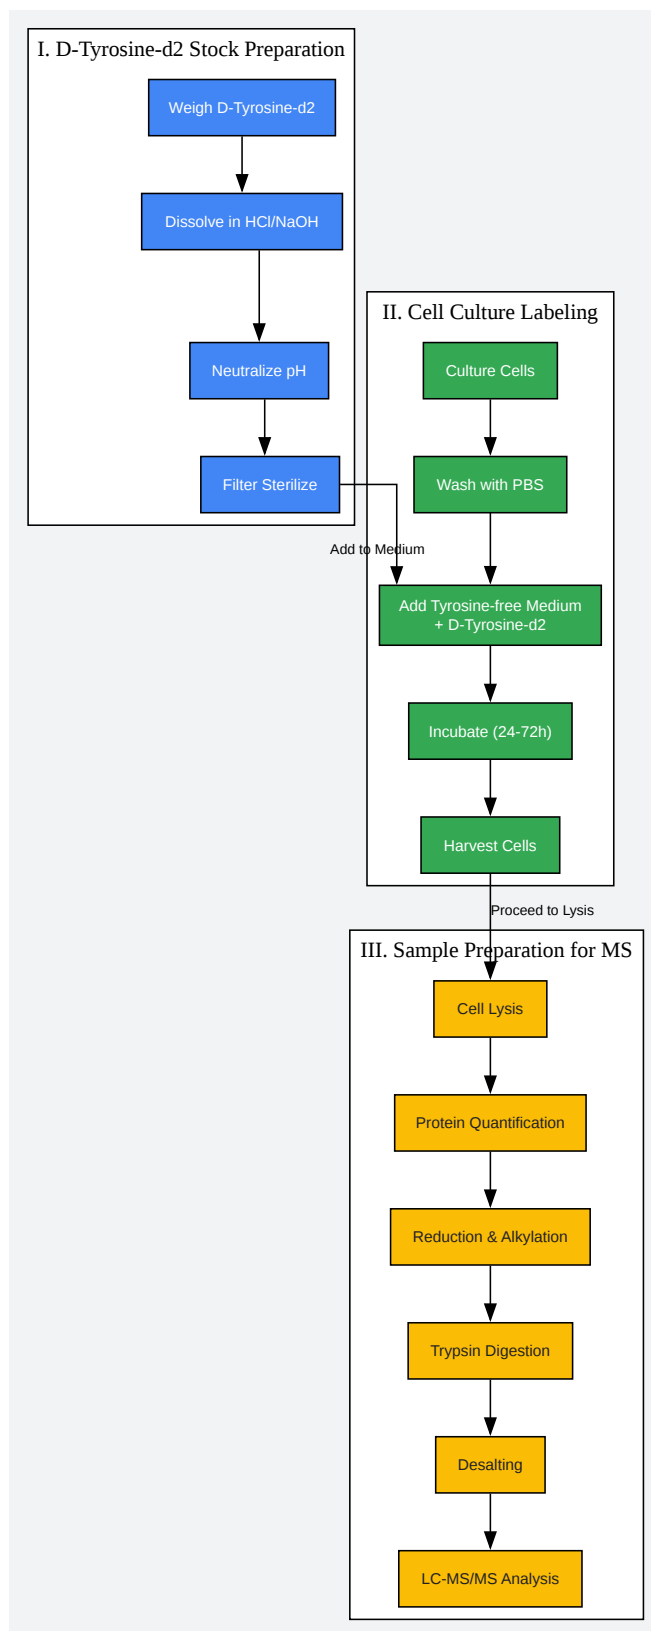 I. D-Tyrosine-d2 Stock Preparation
Weigh D-Tyrosine-d2
Dissolve in HCl/NaOH
Neutralize pH
Filter Sterilize
Add to Medium
II. Cell Culture Labeling
Culture Cells
Wash with PBS
Add Tyrosine-free Medium
+ D-Tyrosine-d2
Incubate (24-72h)
Harvest Cells
Proceed to Lysis
III. Sample Preparation for MS
Cell Lysis
Protein Quantification
Reduction & Alkylation
Trypsin Digestion
Desalting
LC-MS/MS Analysis